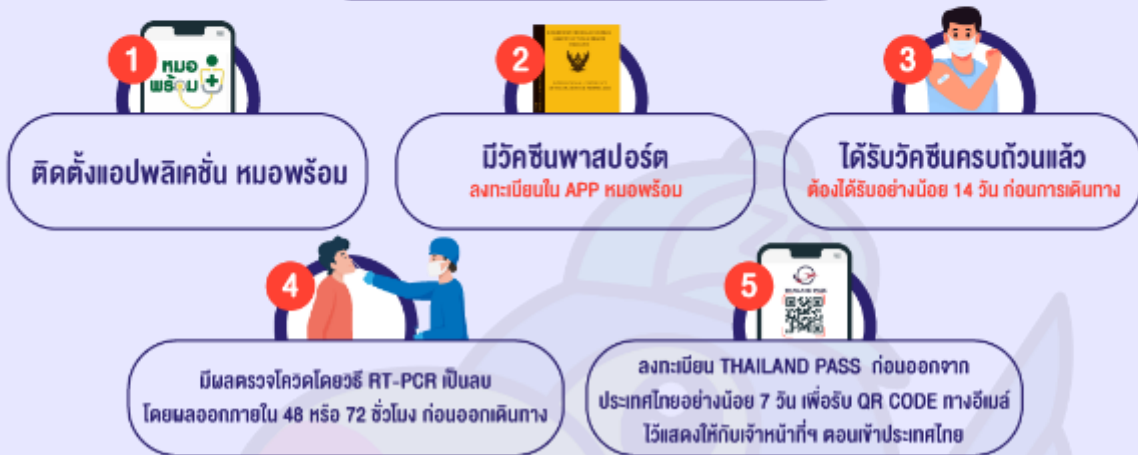 1
หมอ
พร้อม
ติดตั้งแอปพลิเคชั่น หมอพร้อม
2
มีวัคซีนพาสปอร์ต
ลงทะเบียนใน APP หมอพร้อม
3
ได้รับวัคซีนครบถ้วนแล้ว
ต้องได้รับอย่างน้อย 14 วัน ก่อนการเดินทาง
4
มีผลตรวจโควิดโดยวิธี RT-PCR เป็นลบ
โดยผลออกภายใน 48 หรือ 72 ชั่วโมง ก่อนออกเดินทาง
5
THAILAND PASS
ลงทะเบียน THAILAND PASS ก่อนออกจาก
ประเทศไทยอย่างน้อย 7 วัน เพื่อรับ QR CODE ทางอีเมล์
ไว้แสดงให้กับเจ้าหน้าที่ฯ ตอนเข้าประเทศไทย